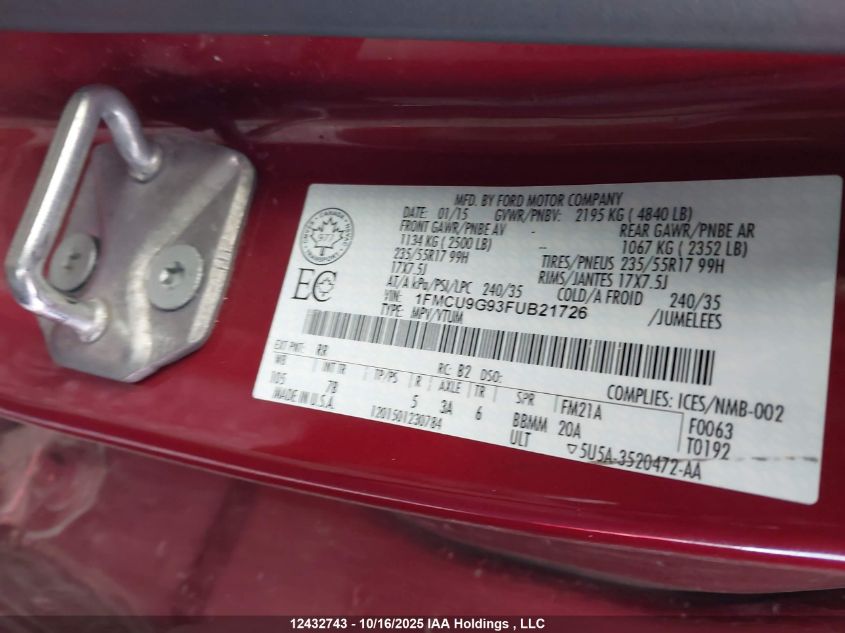 MFD. BY FORD MOTOR COMPANY
DATE: 01/15 GVWR/PNBV: 2195 KG ( 4840 LB)
FRONT GAWR/PNBE AV - REAR GAWR/PNBE AR
1134 KG ( 2500 LB) -- 1067 KG ( 2352 LB)
235/55R17 99H TIRES/PNEUS 235/55R17 99H
17X7.5J RIMS/JANTES 17X7.5J
AT/A kPa/PSI/LPC 240/35 COLD/A FROID 240/35
VIN: 1FMCU9G93FUB21726 /JUMELEES
TYPE: MPV/VTUM
CANADA
977
TRANSPORT
EC
EXT PNT: RR RC: B2 DSO: COMPLIES: ICES/NMB-002
WB INT TR TP/PS R AXLE TR SPR FM21A F0063
105 78 5 3A 6 BBMM 20A T0192
MADE IN U.S.A. 1201501230784 ULT ▽5U5A-3520472-AA
12432743 - 10/16/2025 IAA Holdings , LLC